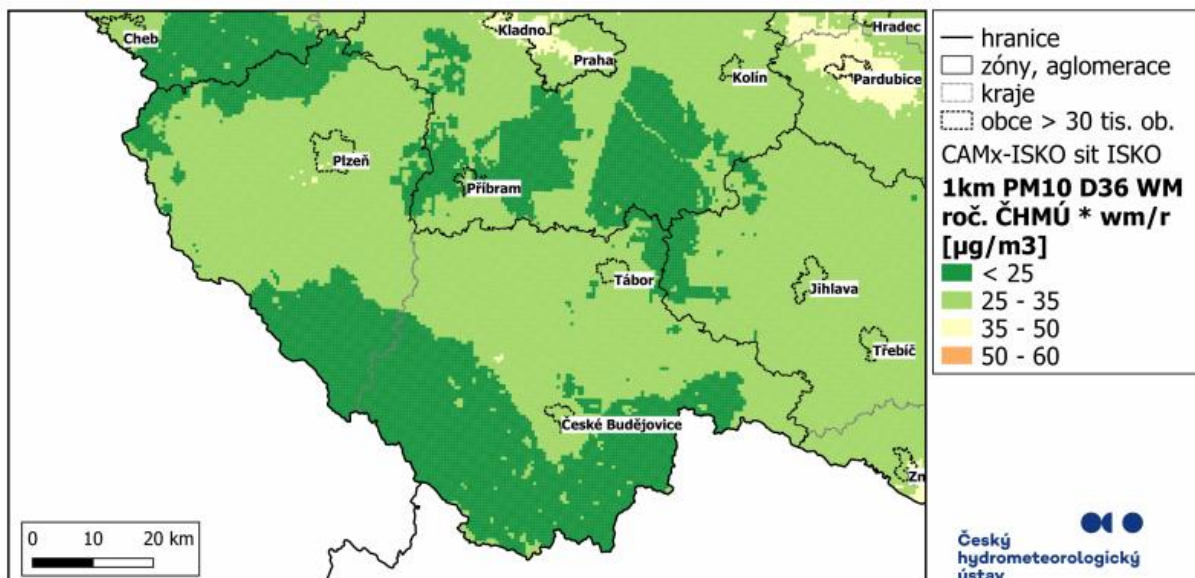 Cheb
Kladno
Praha
Kolín
Hradec
Pardubice
Plzeň
Příbram
Tábor
Jihlava
Třebíč
České Budějovice
Zn
0 10 20 km
hranice
zóny, aglomerace
kraje
obce > 30 tis. ob.
CAMx-ISKO sit ISKO
1km PM10 D36 WM
roč. ČHMÚ * wm/r
[µg/m3]
< 25
25 - 35
35 - 50
50 - 60
Český
hydrometeorologický
ústav